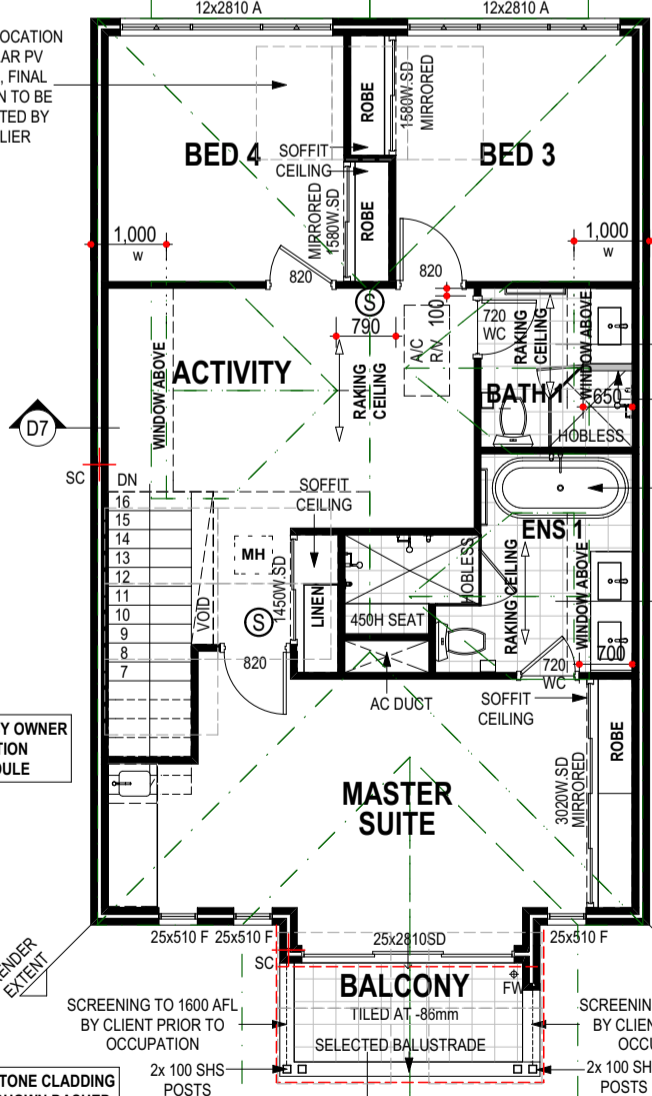 12x2810 A
12x2810 A
OCATION
AR PV
, FINAL
N TO BE
TED BY
LIER
ROBE
1580W.SD
MIRRORED
BED 4
SOFFIT
CEILING
BED 3
MIRRORED
1580W.SD
ROBE
1,000
w
1,000
w
820
820
S
790
100
A/C
R/V
720
WC
RAKING
CEILING
WINDOW ABOVE
WINDOW ABOVE
ACTIVITY
RAKING
CEILING
BATH 1
650
HOBLESS
D7
SC
DN
16
15
14
13
12
11
10
9
8
7
SOFFIT
CEILING
ENS 1
MH
1450W.SD
LINEN
HOBLESS
RAKING CEILING
WINDOW ABOVE
VOID
S
450H SEAT
820
720
WC
700
AC DUCT
SOFFIT
CEILING
Y OWNER
TION
DULE
ROBE
3020W.SD
MIRRORED
MASTER
SUITE
25x510 F
25x510 F
25x2810SD
25x510 F
ENDER
EXTENT
SC
BALCONY
FW
TILED AT -86mm
SCREENING TO 1600 AFL
BY CLIENT PRIOR TO
OCCUPATION
SELECTED BALUSTRADE
SCREENIN
BY CLIEN
OCCU
2x 100 SHS
POSTS
2x 100 SHS
POSTS
TONE CLADDING